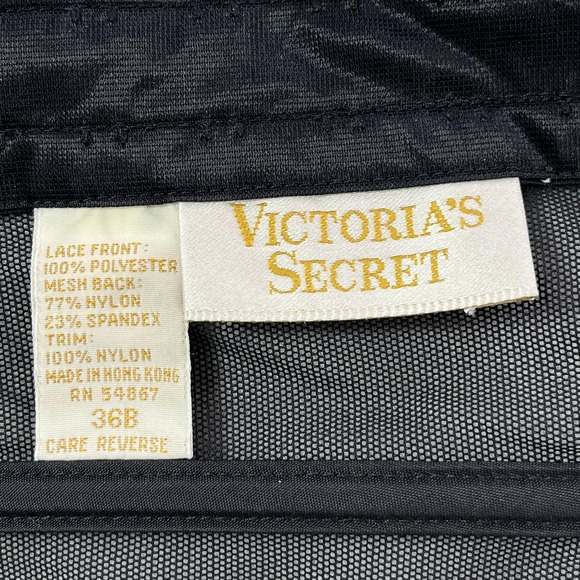 VICTORIA'S
SECRET
LACE FRONT:
100% POLYESTER
MESH BACK:
77% NYLON
23% SPANDEX
TRIM:
100% NYLON
MADE IN HONG KONG
RN 54867
36B
CARE REVERSE